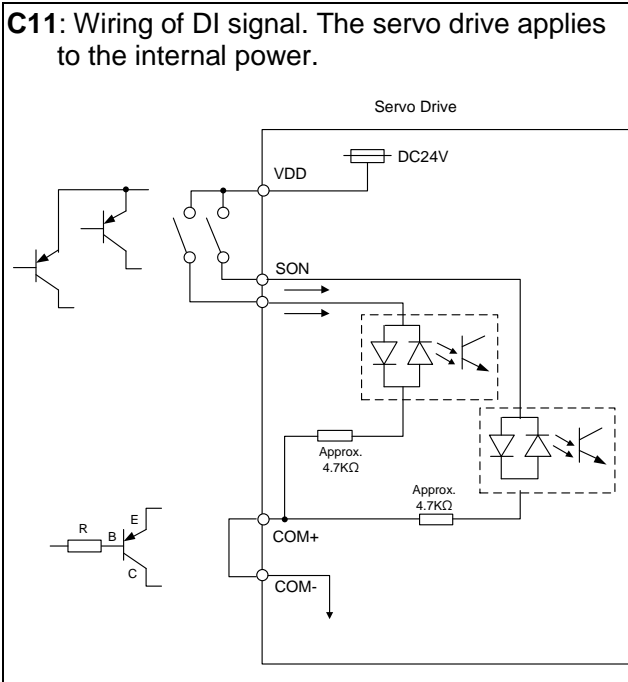 C11: Wiring of DI signal. The servo drive applies
to the internal power.
Servo Drive
DC24V
VDD
SON
Approx.
4.7KΩ
Approx.
4.7KΩ
R
B
E
C
COM+
COM-